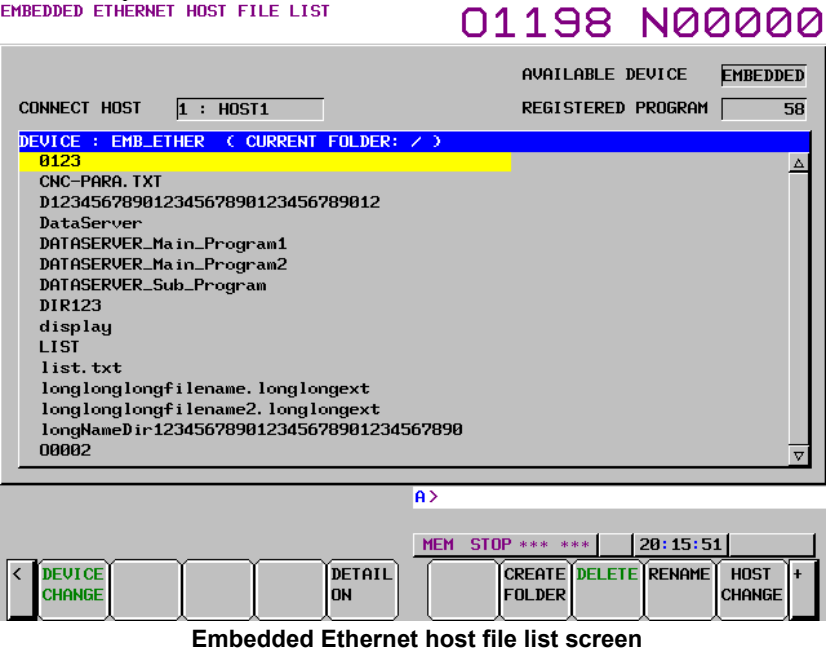 EMBEDDED ETHERNET HOST FILE LIST
O1198 N00000
AVAILABLE DEVICE EMBEDDED
CONNECT HOST 1 : HOST1
REGISTERED PROGRAM 58
DEVICE : EMB_ETHER ( CURRENT FOLDER: / )
0123
CNC-PARA.TXT
D12345678901234567890123456789012
DataServer
DATASERVER_Main_Program1
DATASERVER_Main_Program2
DATASERVER_Sub_Program
DIR123
display
LIST
list.txt
longlonglongfilename.longlongext
longlonglongfilename2.longlongext
longNameDir1234567890123456789012345678​90
O0002
A>
MEM STOP *** *** 20:15:51
< DEVICE CHANGE DETAIL ON CREATE FOLDER DELETE RENAME HOST CHANGE +
Embedded Ethernet host file list screen